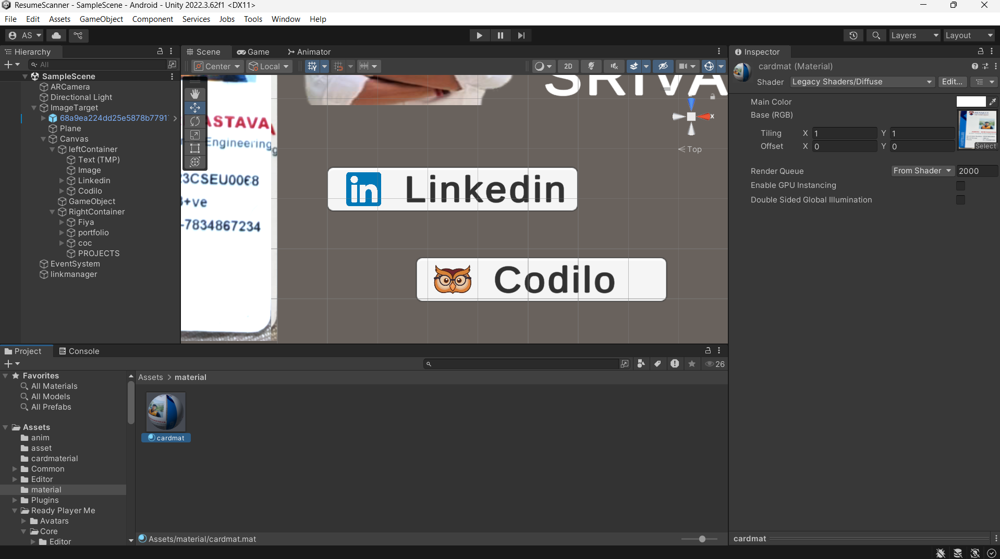 ResumeScanner - SampleScene - Android - Unity 2022.3.62f1 <DX11>
File Edit Assets GameObject Component Services Jobs Tools Window Help
AS
Layers
Layout
Hierarchy
All
SampleScene
ARCamera
Directional Light
ImageTarget
68a9ea224dd25e5878b7791
Plane
Canvas
leftContainer
Text (TMP)
Image
Linkedin
Codilo
GameObject
RightContainer
Fiya
portfolio
coc
PROJECTS
EventSystem
linkmanager
Scene
Game
Animator
Center
Local
2D
SRIVA
ASTAVA
Engineering
Linkedin
Codilo
x
Top
Inspector
cardmat (Material)
Shader
Legacy Shaders/Diffuse
Edit...
Main Color
Base (RGB)
Tiling X 1 Y 1
Offset X 0 Y 0
Select
Render Queue From Shader 2000
Enable GPU Instancing
Double Sided Global Illumination
Project
Console
26
Favorites
All Materials
All Models
All Prefabs
Assets
anim
asset
cardmaterial
Common
Editor
material
Plugins
Ready Player Me
Avatars
Core
Editor
Assets > material
cardmat
Assets/material/cardmat.mat
cardmat